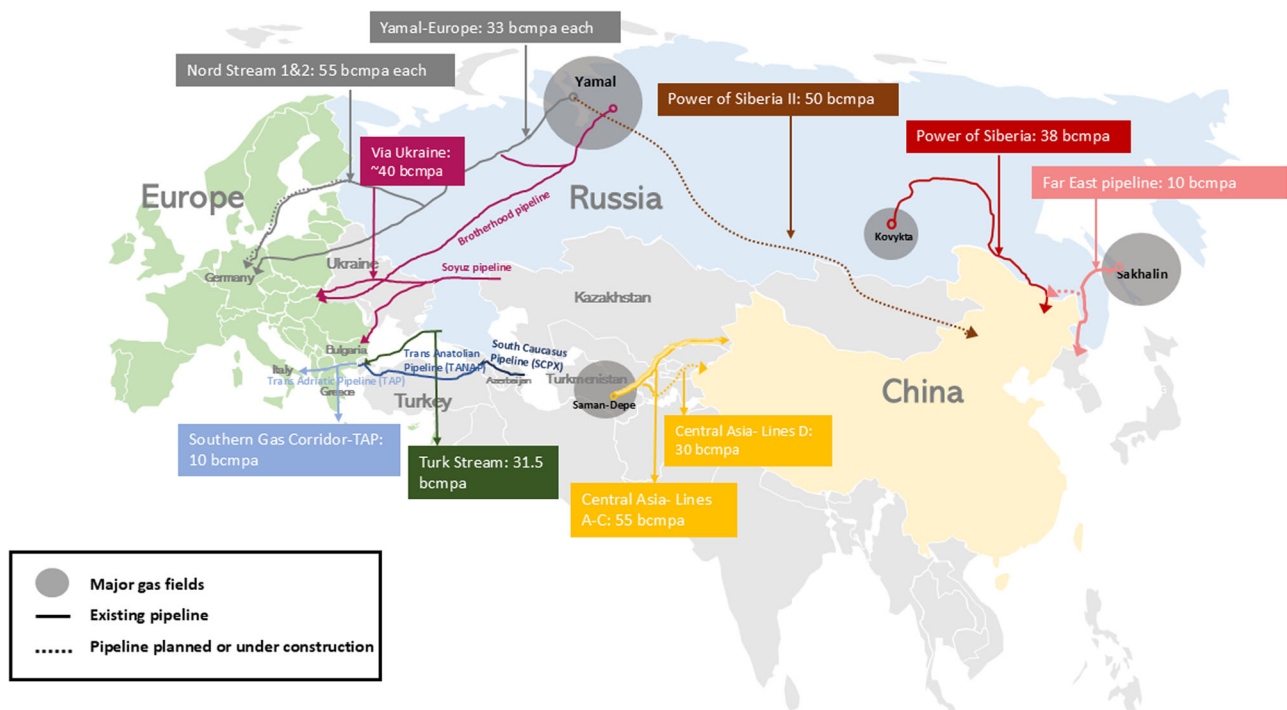 Yamal-Europe: 33 bcmpa each
Nord Stream 1&2: 55 bcmpa each
Yamal
Power of Siberia II: 50 bcmpa
Power of Siberia: 38 bcmpa
Via Ukraine:
~40 bcmpa
Far East pipeline: 10 bcmpa
Europe
Russia
Brotherhood pipeline
Kovykta
Ukraine
Germany
Soyuz pipeline
Sakhalin
Kazakhstan
Bulgaria
Italy
Trans Adriatic Pipeline (TAP)
Greece
Trans Anatolian
Pipeline (TANAP)
South Caucasus
Pipeline (SCPX)
Azerbaijan
Turkmenistan
Turkey
Saman-Depe
China
Southern Gas Corridor-TAP:
10 bcmpa
Turk Stream: 31.5
bcmpa
Central Asia- Lines D:
30 bcmpa
Central Asia- Lines
A-C: 55 bcmpa
Major gas fields
Existing pipeline
Pipeline planned or under construction